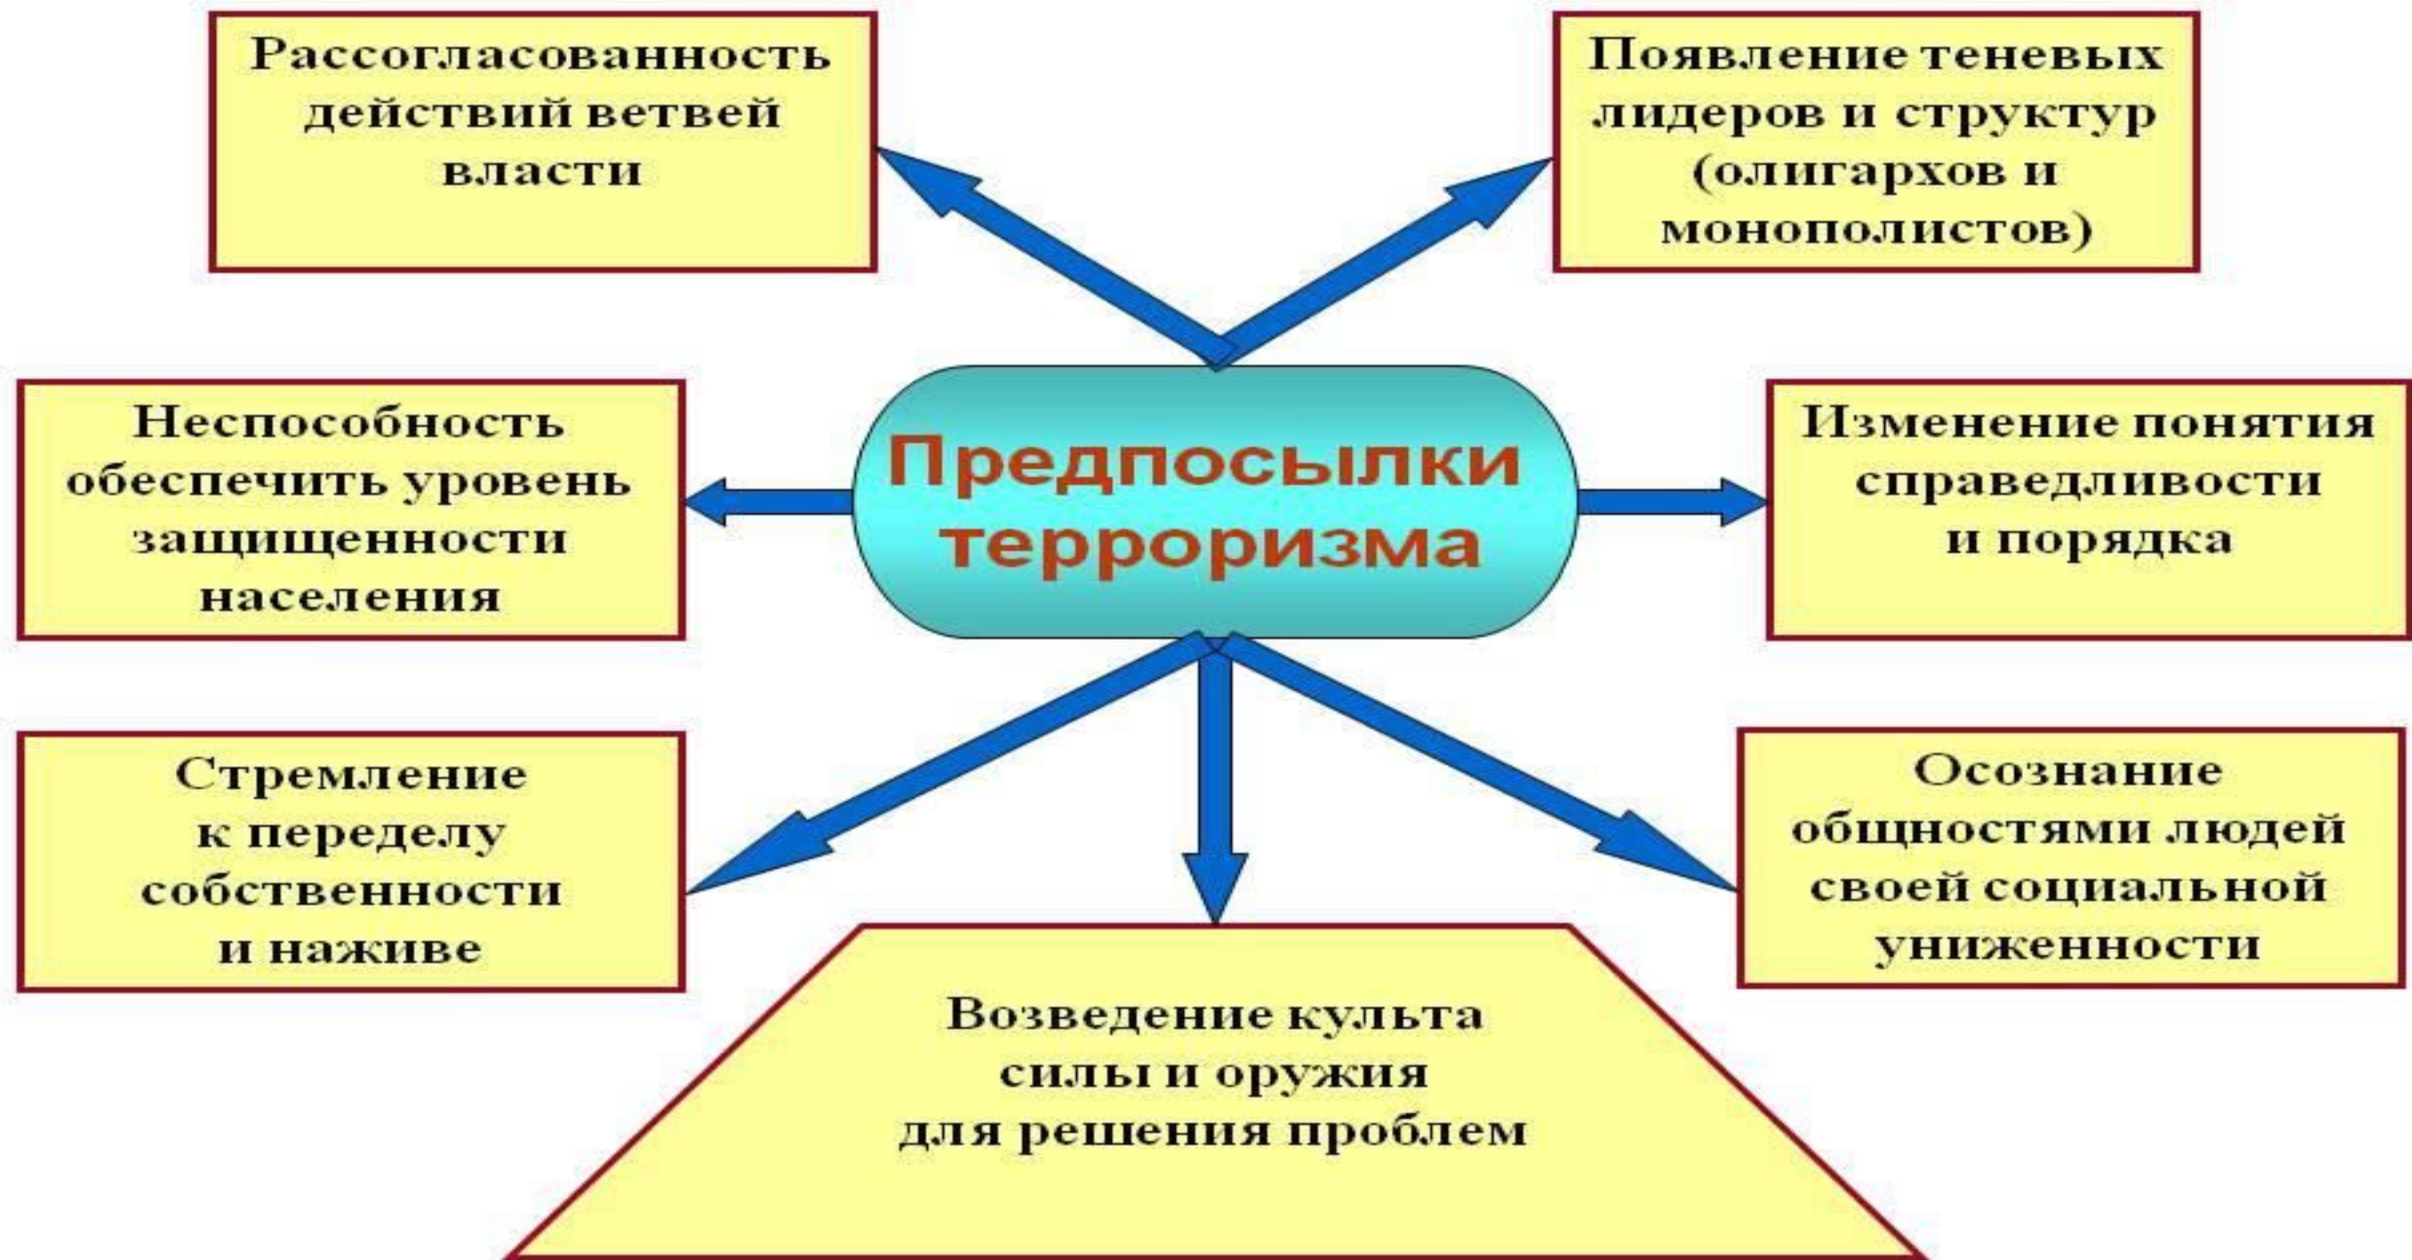 Рассогласованность
действий ветвей
власти
Появление теневых
лидеров и структур
(олигархов и
монополистов)
Неспособность
обеспечить уровень
защищенности
населения
Предпосылки
терроризма
Изменение понятия
справедливости
и порядка
Стремление
к переделу
собственности
и наживе
Возведение культа
силы и оружия
для решения проблем
Осознание
общностями людей
своей социальной
униженности